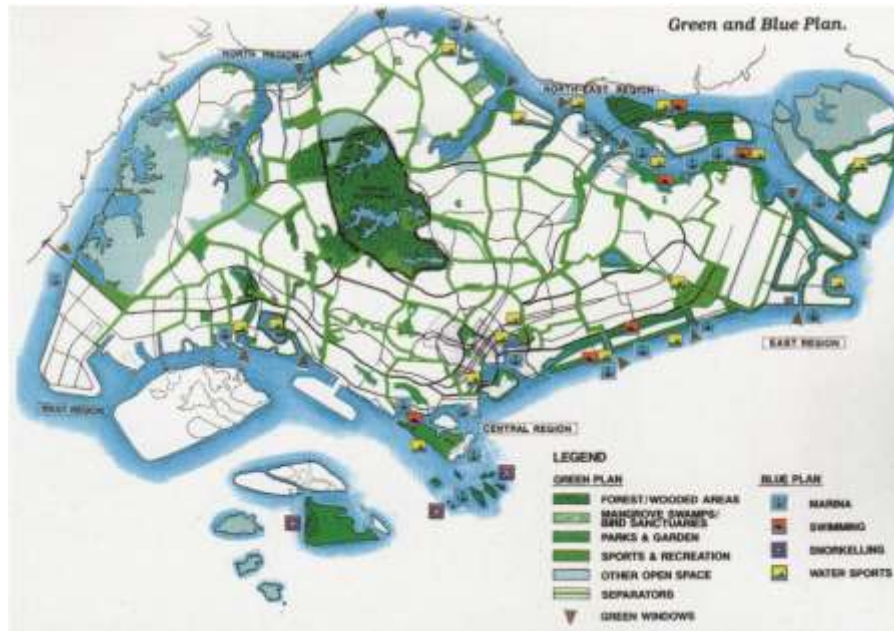 Green and Blue Plan.
NORTH REGION
NORTH-EAST REGION
EAST REGION
WEST REGION
CENTRAL REGION
LEGEND
GREEN PLAN
FOREST/WOODED AREAS
MANGROVE SWAMPS/
BIRD SANCTUARIES
PARKS & GARDEN
SPORTS & RECREATION
OTHER OPEN SPACE
SEPARATORS
GREEN WINDOWS
BLUE PLAN
MARINA
SWIMMING
SNORKELLING
WATER SPORTS